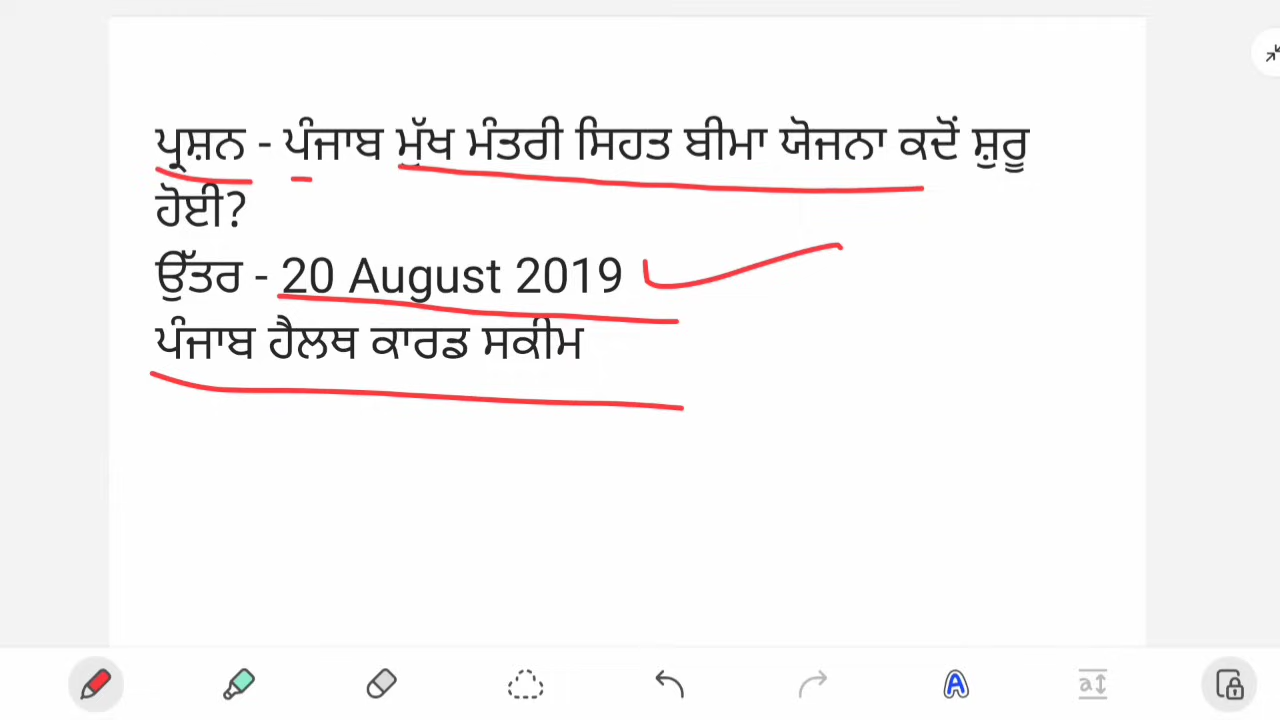 ਪ੍ਰਸ਼ਨ - ਪੰਜਾਬ ਮੁੱਖ ਮੰਤਰੀ ਸਿਹਤ ਬੀਮਾ ਯੋਜਨਾ ਕਦੋਂ ਸ਼ੁਰੂ
ਹੋਈ?
ਉੱਤਰ - 20 August 2019
ਪੰਜਾਬ ਹੈਲਥ ਕਾਰਡ ਸਕੀਮ